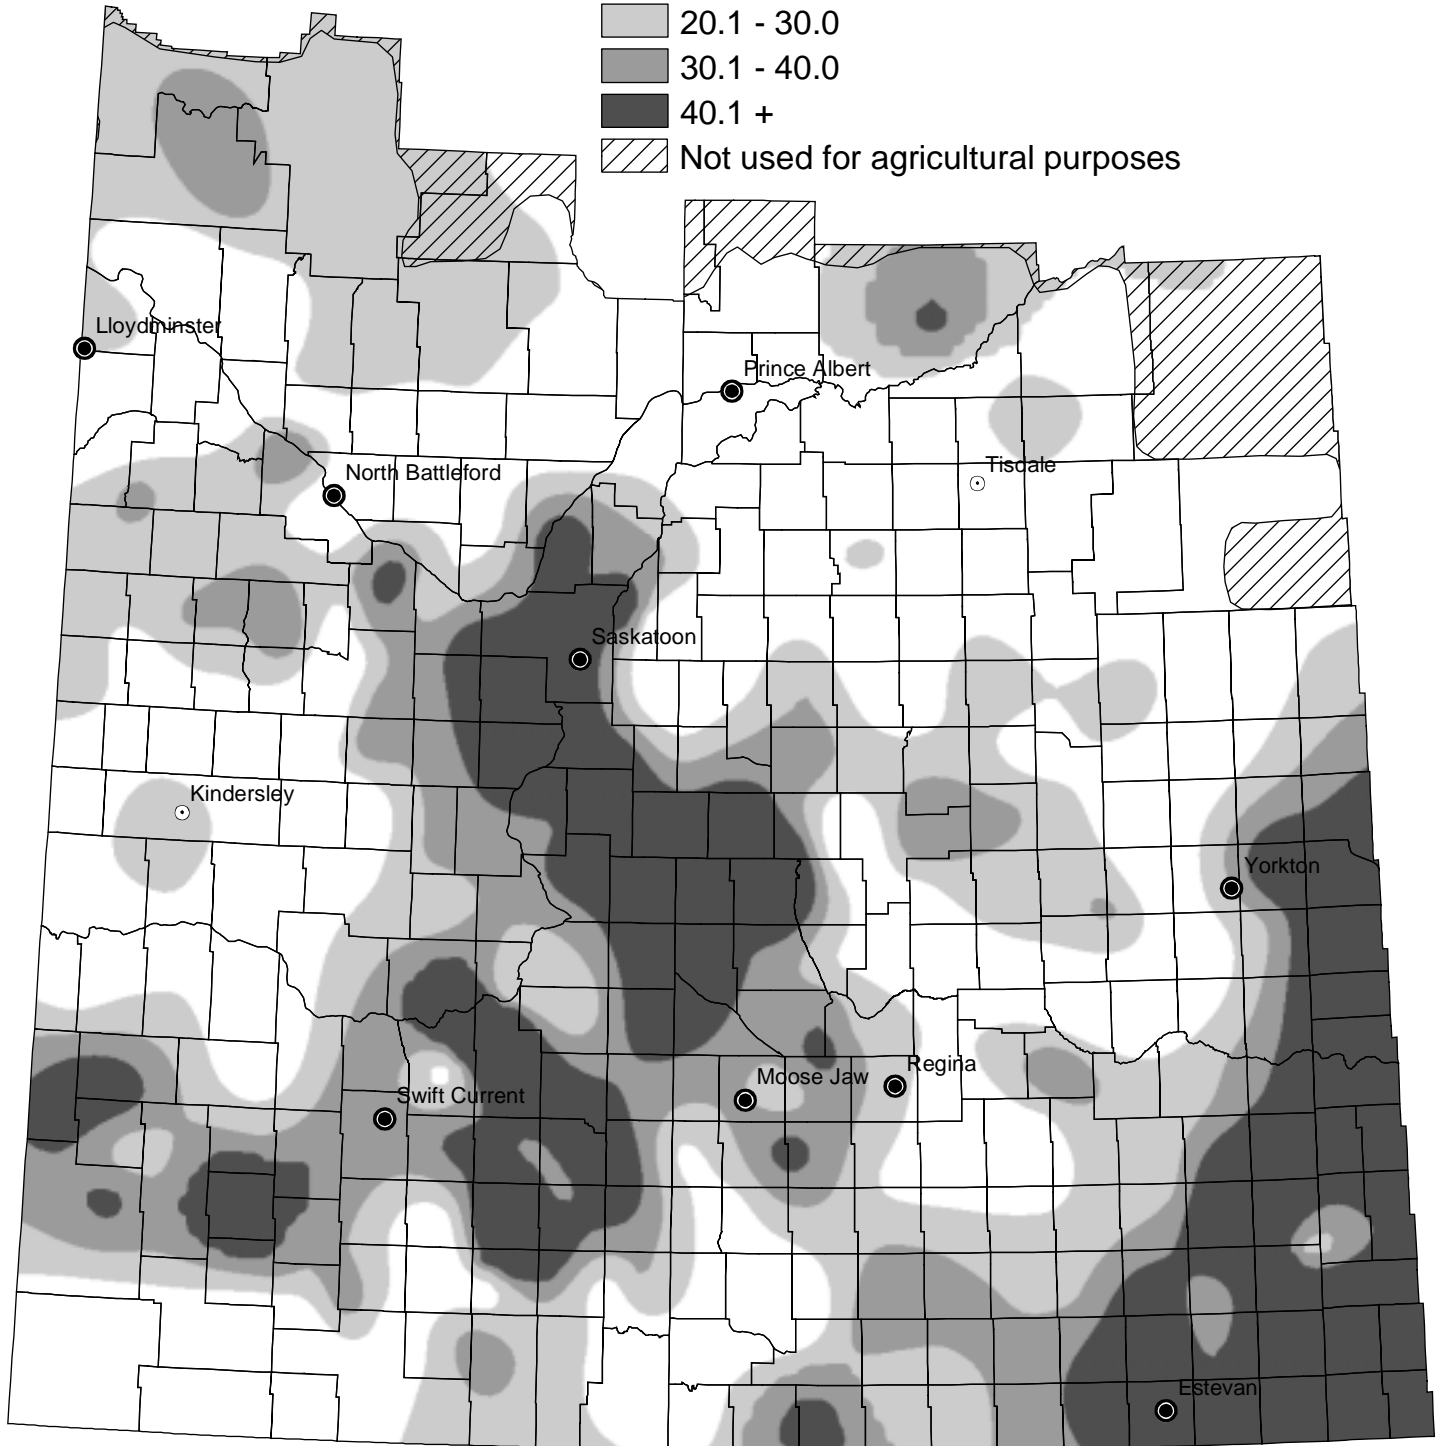 20.1 - 30.0
30.1 - 40.0
40.1 +
Not used for agricultural purposes
Lloydminster
Prince Albert
Tisdale
North Battleford
Saskatoon
Kindersley
Yorkton
Regina
Moose Jaw
Swift Current
Estevan